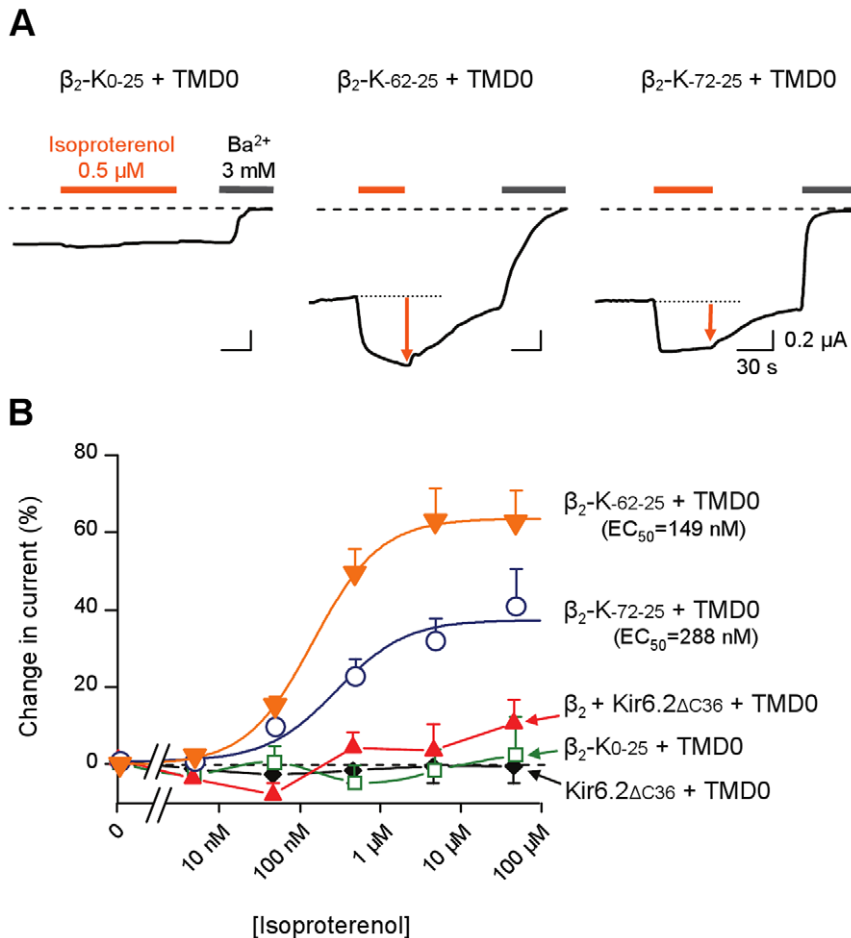 A
β₂-K0-25 + TMD0
β₂-K-62-25 + TMD0
β₂-K-72-25 + TMD0
Isoproterenol
0.5 µM
Ba²⁺
3 mM
0.2 µA
30 s
B
Change in current (%)
80
60
40
20
0
0
10 nM
100 nM
1 µM
10 µM
100 µM
[Isoproterenol]
β₂-K-62-25 + TMD0
(EC₅₀=149 nM)
β₂-K-72-25 + TMD0
(EC₅₀=288 nM)
β₂ + Kir6.2ΔC36 + TMD0
β₂-K0-25 + TMD0
Kir6.2ΔC36 + TMD0